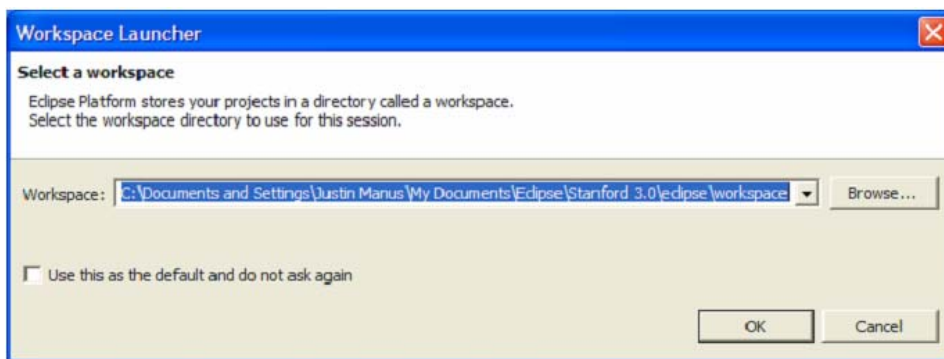 Workspace Launcher
Select a workspace
Eclipse Platform stores your projects in a directory called a workspace.
Select the workspace directory to use for this session.
Workspace: C:\Documents and Settings\Justin Manus\My Documents\Eclipse\Stanford 3.0\eclipse\workspace Browse...
Use this as the default and do not ask again
OK Cancel